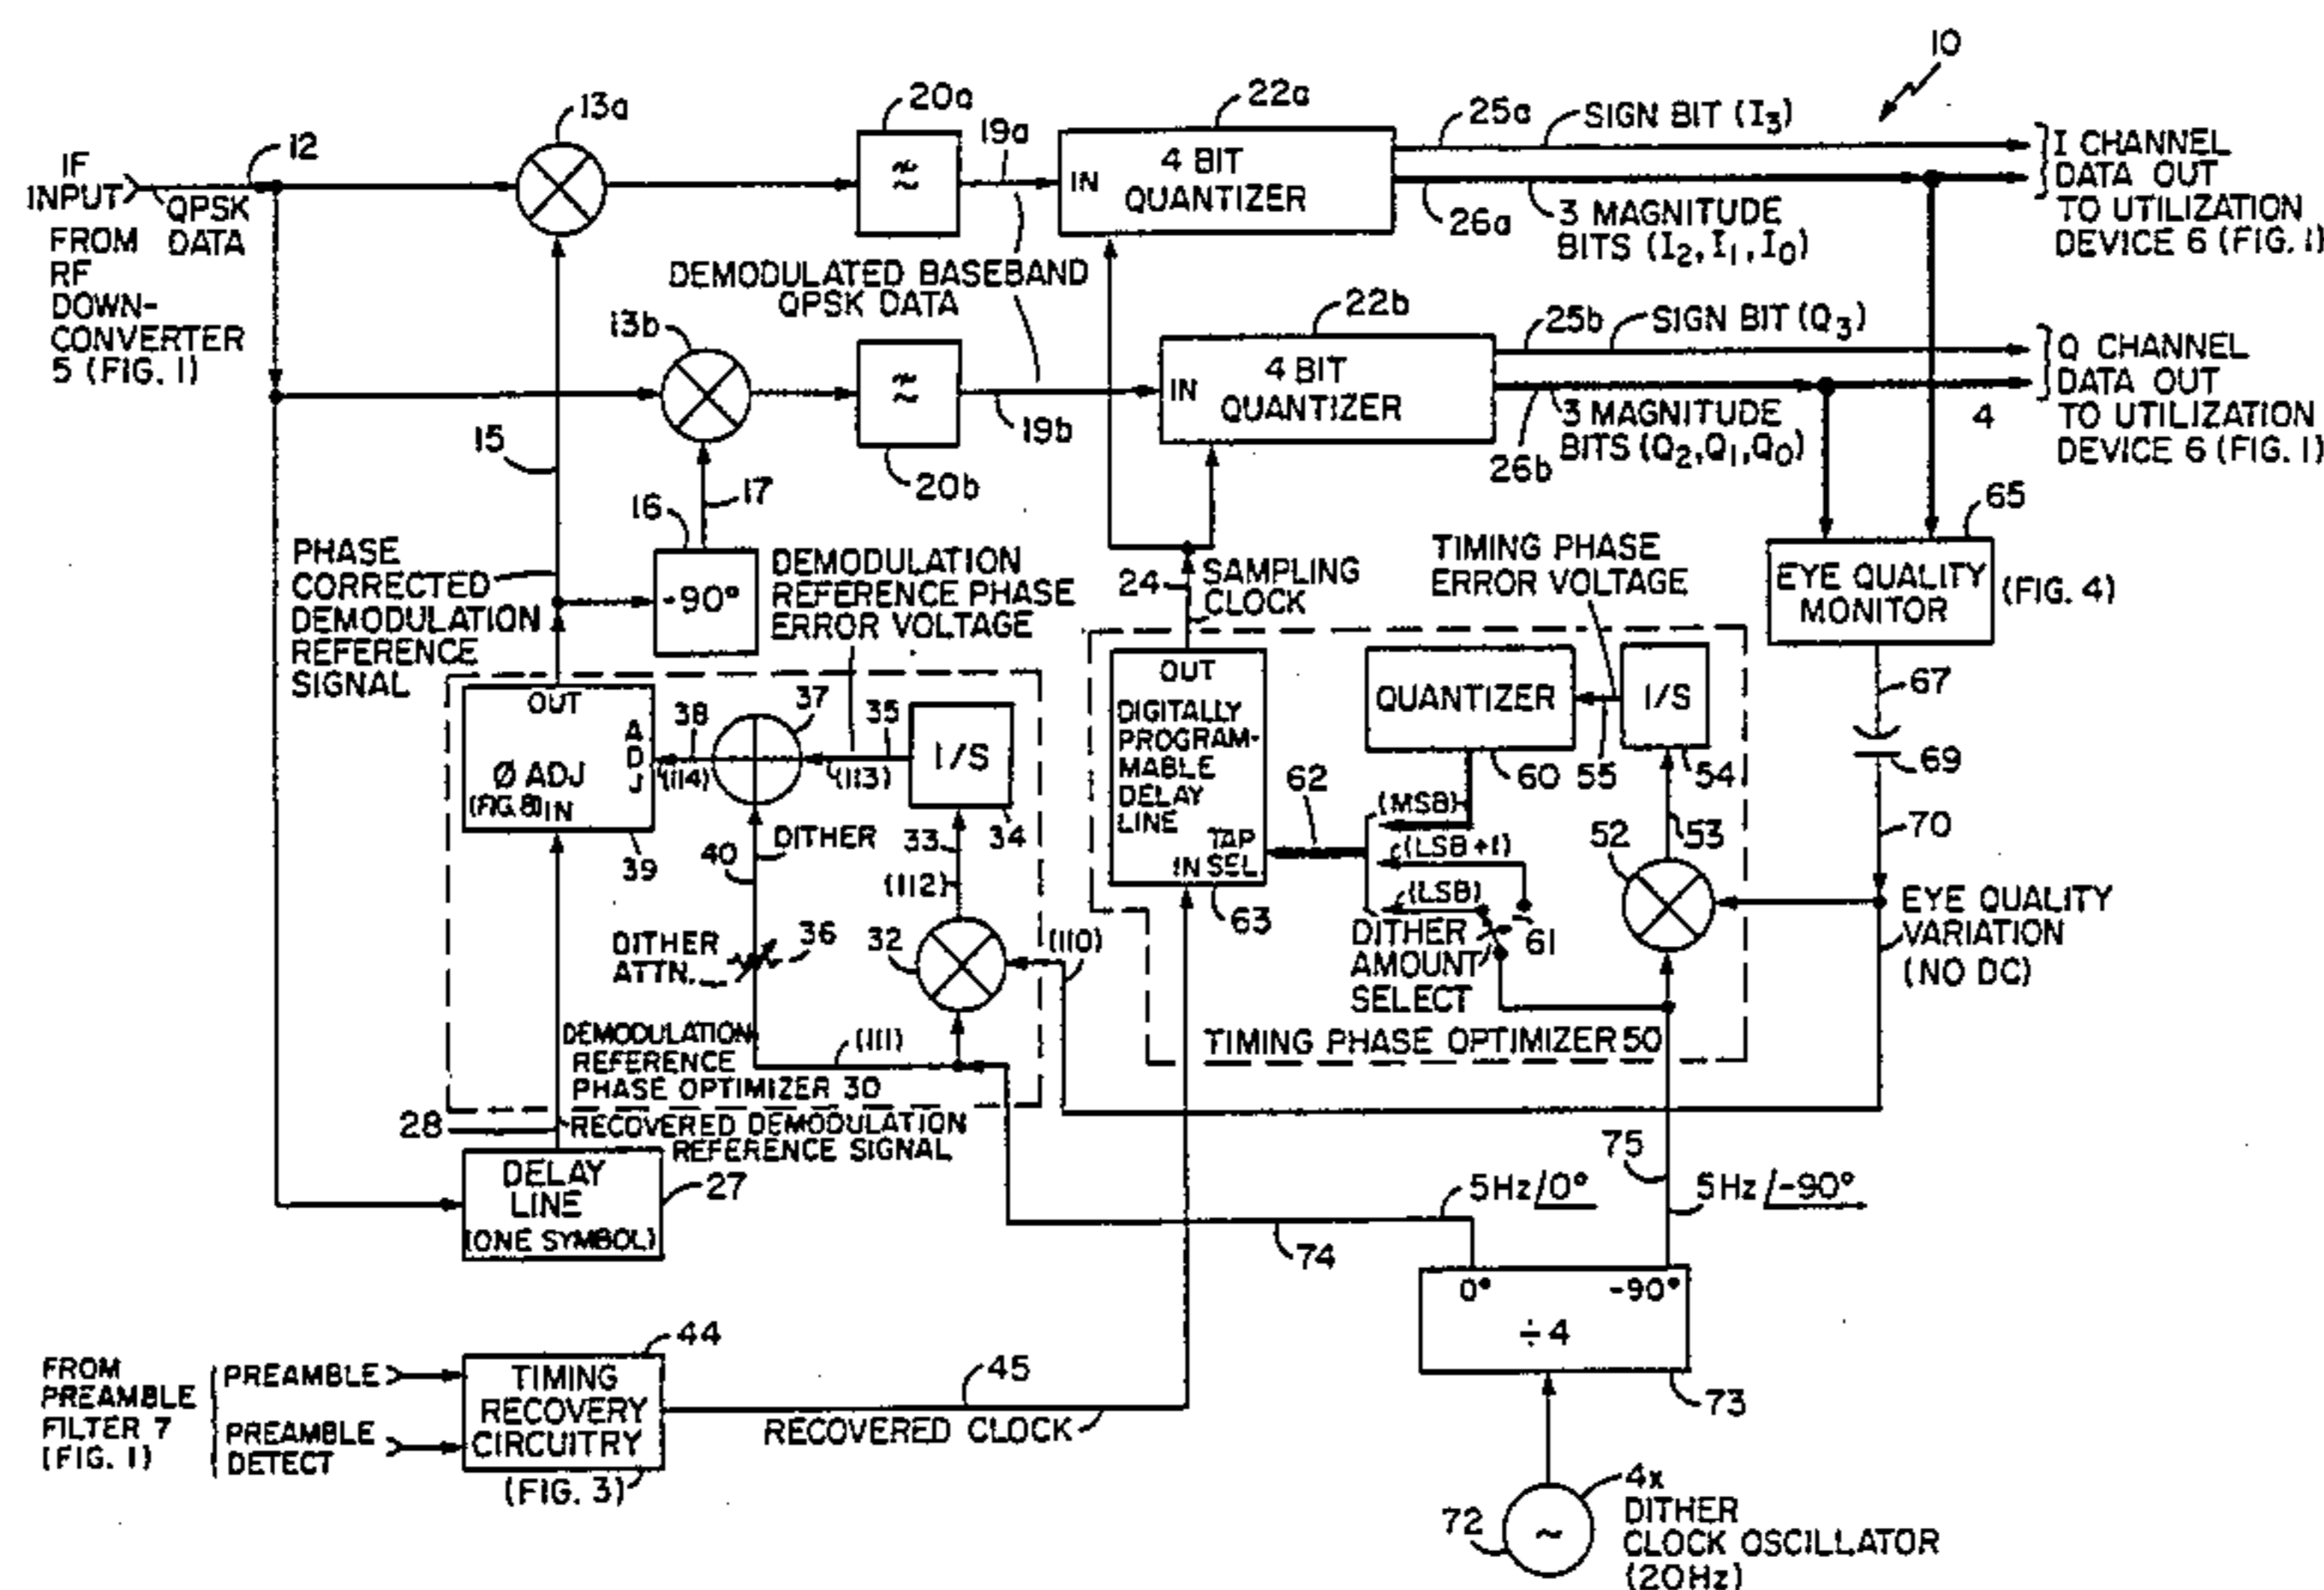 10
IF
INPUT
12
QPSK
DATA
FROM
RF
DOWN-
CONVERTER
5 (FIG. 1)
13a
20a
19a
22a
IN
4 BIT
QUANTIZER
25a
SIGN BIT (I3)
26a
3 MAGNITUDE
BITS (I2, I1, I0)
I CHANNEL
DATA OUT
TO UTILIZATION
DEVICE 6 (FIG. 1)
DEMODULATED BASEBAND
QPSK DATA
13b
≈
≈
20b
19b
22b
IN
4 BIT
QUANTIZER
25b
SIGN BIT (Q3)
26b
3 MAGNITUDE
BITS (Q2, Q1, Q0)
Q CHANNEL
DATA OUT
4
TO UTILIZATION
DEVICE 6 (FIG. 1)
15
16
17
-90°
PHASE
CORRECTED
DEMODULATION
REFERENCE
SIGNAL
DEMODULATION
REFERENCE PHASE
ERROR VOLTAGE
24
SAMPLING
CLOCK
TIMING PHASE
ERROR VOLTAGE
65
EYE QUALITY
MONITOR
(FIG. 4)
67
69
70
OUT
ADJ
Ø ADJ
(FIG. 8) IN
39
38
(114)
37
35
(113)
I/S
34
33
(112)
40
DITHER
DITHER
ATTN.
36
32
(110)
(111)
DEMODULATION
REFERENCE
PHASE OPTIMIZER 30
OUT
DIGITALLY
PROGRAM-
MABLE
DELAY
LINE
TAP
IN SEL
63
62
QUANTIZER
60
55
I/S
54
53
52
(MSB)
(LSB+1)
(LSB)
61
DITHER
AMOUNT
SELECT
TIMING PHASE OPTIMIZER 50
EYE QUALITY
VARIATION
(NO DC)
28
RECOVERED DEMODULATION
REFERENCE SIGNAL
DELAY
LINE
(ONE SYMBOL)
27
75
5Hz/0°
5Hz/-90°
74
0° -90°
÷4
73
FROM
PREAMBLE
FILTER 7
(FIG. 1)
PREAMBLE
PREAMBLE
DETECT
44
TIMING
RECOVERY
CIRCUITRY
(FIG. 3)
45
RECOVERED CLOCK
72
~
4x
DITHER
CLOCK OSCILLATOR
(20Hz)